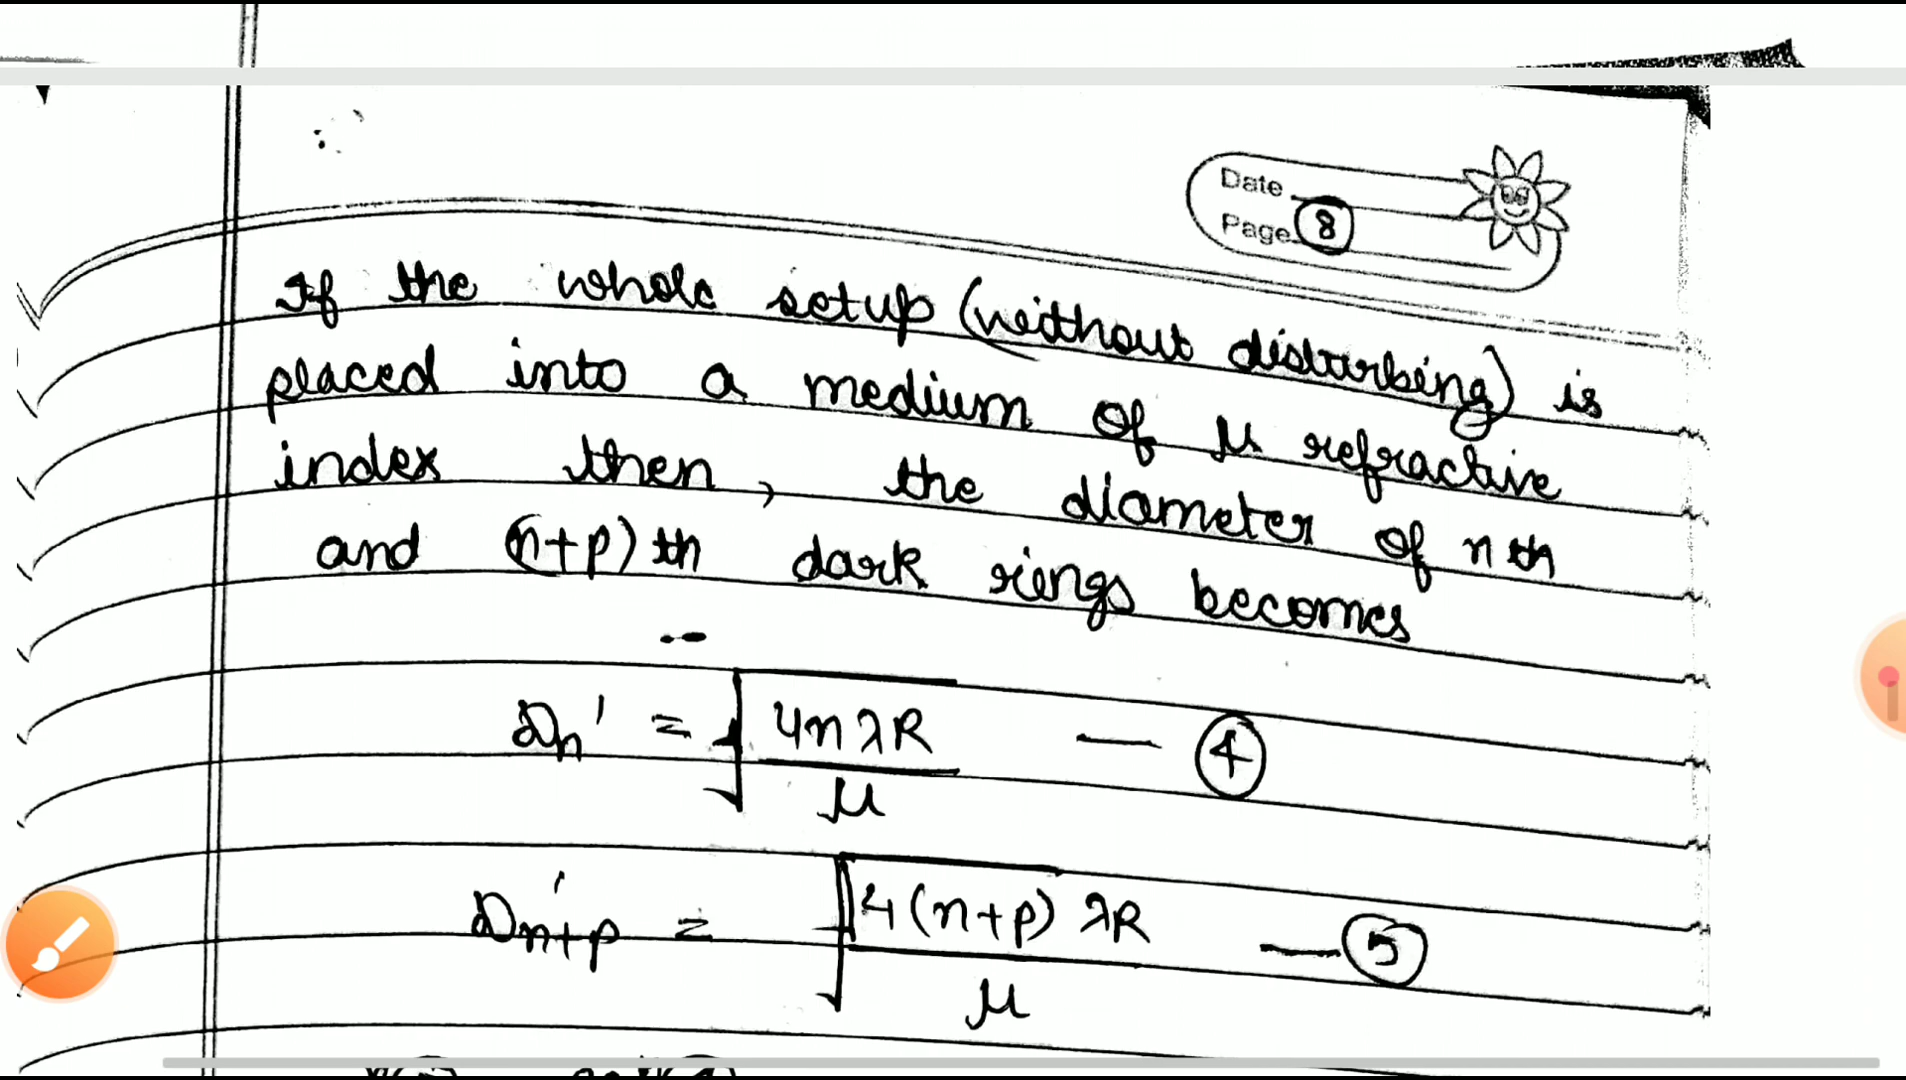 Date
Page 8
If the whole setup (without disturbing) is
placed into a medium of μ refractive
index then, the diameter of nth
and (n+p)th dark rings becomes
Dn' = √4nλR/μ — 4
D'n+p = √4(n+p)λR/μ — 5